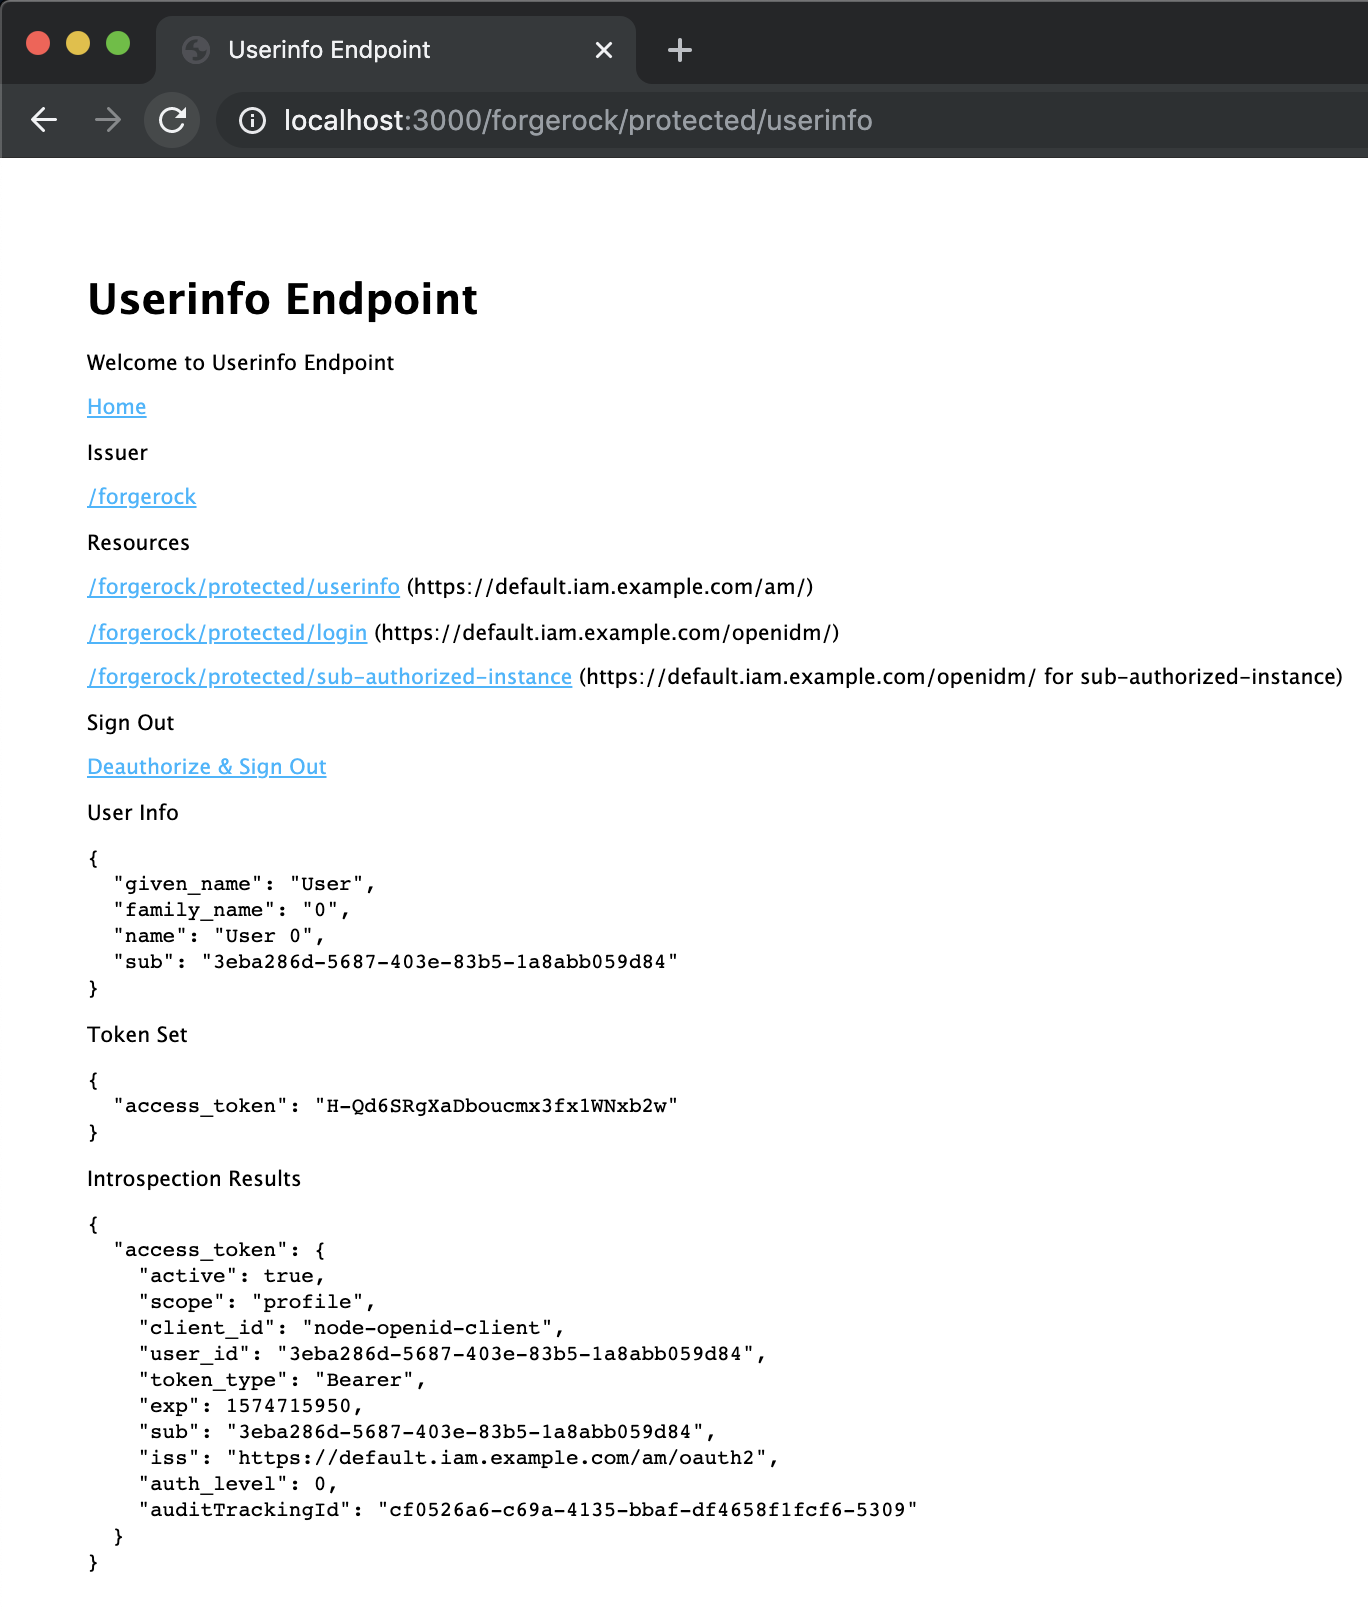 Userinfo Endpoint
localhost:3000/forgerock/protected/userinfo
Userinfo Endpoint
Welcome to Userinfo Endpoint
Home
Issuer
/forgerock
Resources
/forgerock/protected/userinfo (https://default.iam.example.com/am/)
/forgerock/protected/login (https://default.iam.example.com/openidm/)
/forgerock/protected/sub-authorized-instance (https://default.iam.example.com/openidm/ for sub-authorized-instance)
Sign Out
Deauthorize & Sign Out
User Info
{
  "given_name": "User",
  "family_name": "0",
  "name": "User 0",
  "sub": "3eba286d-5687-403e-83b5-1a8abb059d84"
}
Token Set
{
  "access_token": "H-Qd6SRgXaDboucmx3fx1WNxb2w"
}
Introspection Results
{
  "access_token": {
    "active": true,
    "scope": "profile",
    "client_id": "node-openid-client",
    "user_id": "3eba286d-5687-403e-83b5-1a8abb059d84",
    "token_type": "Bearer",
    "exp": 1574715950,
    "sub": "3eba286d-5687-403e-83b5-1a8abb059d84",
    "iss": "https://default.iam.example.com/am/oauth2",
    "auth_level": 0,
    "auditTrackingId": "cf0526a6-c69a-4135-bbaf-df4658f1fcf6-5309"
  }
}